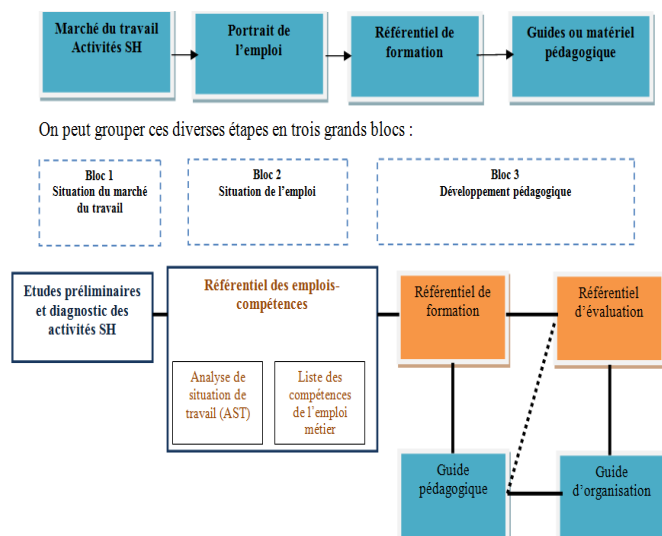 Marché du travail
Activités SH
Portrait de
l'emploi
Référentiel de
formation
Guides ou matériel
pédagogique
On peut grouper ces diverses étapes en trois grands blocs :
Bloc 1
Situation du marché
du travail
Bloc 2
Situation de l'emploi
Bloc 3
Développement pédagogique
Etudes préliminaires
et diagnostic des
activités SH
Référentiel des emplois-
compétences
Analyse de
situation de
travail (AST)
Liste des
compétences
de l'emploi
métier
Référentiel de
formation
Référentiel
d'évaluation
Guide
pédagogique
Guide
d'organisation